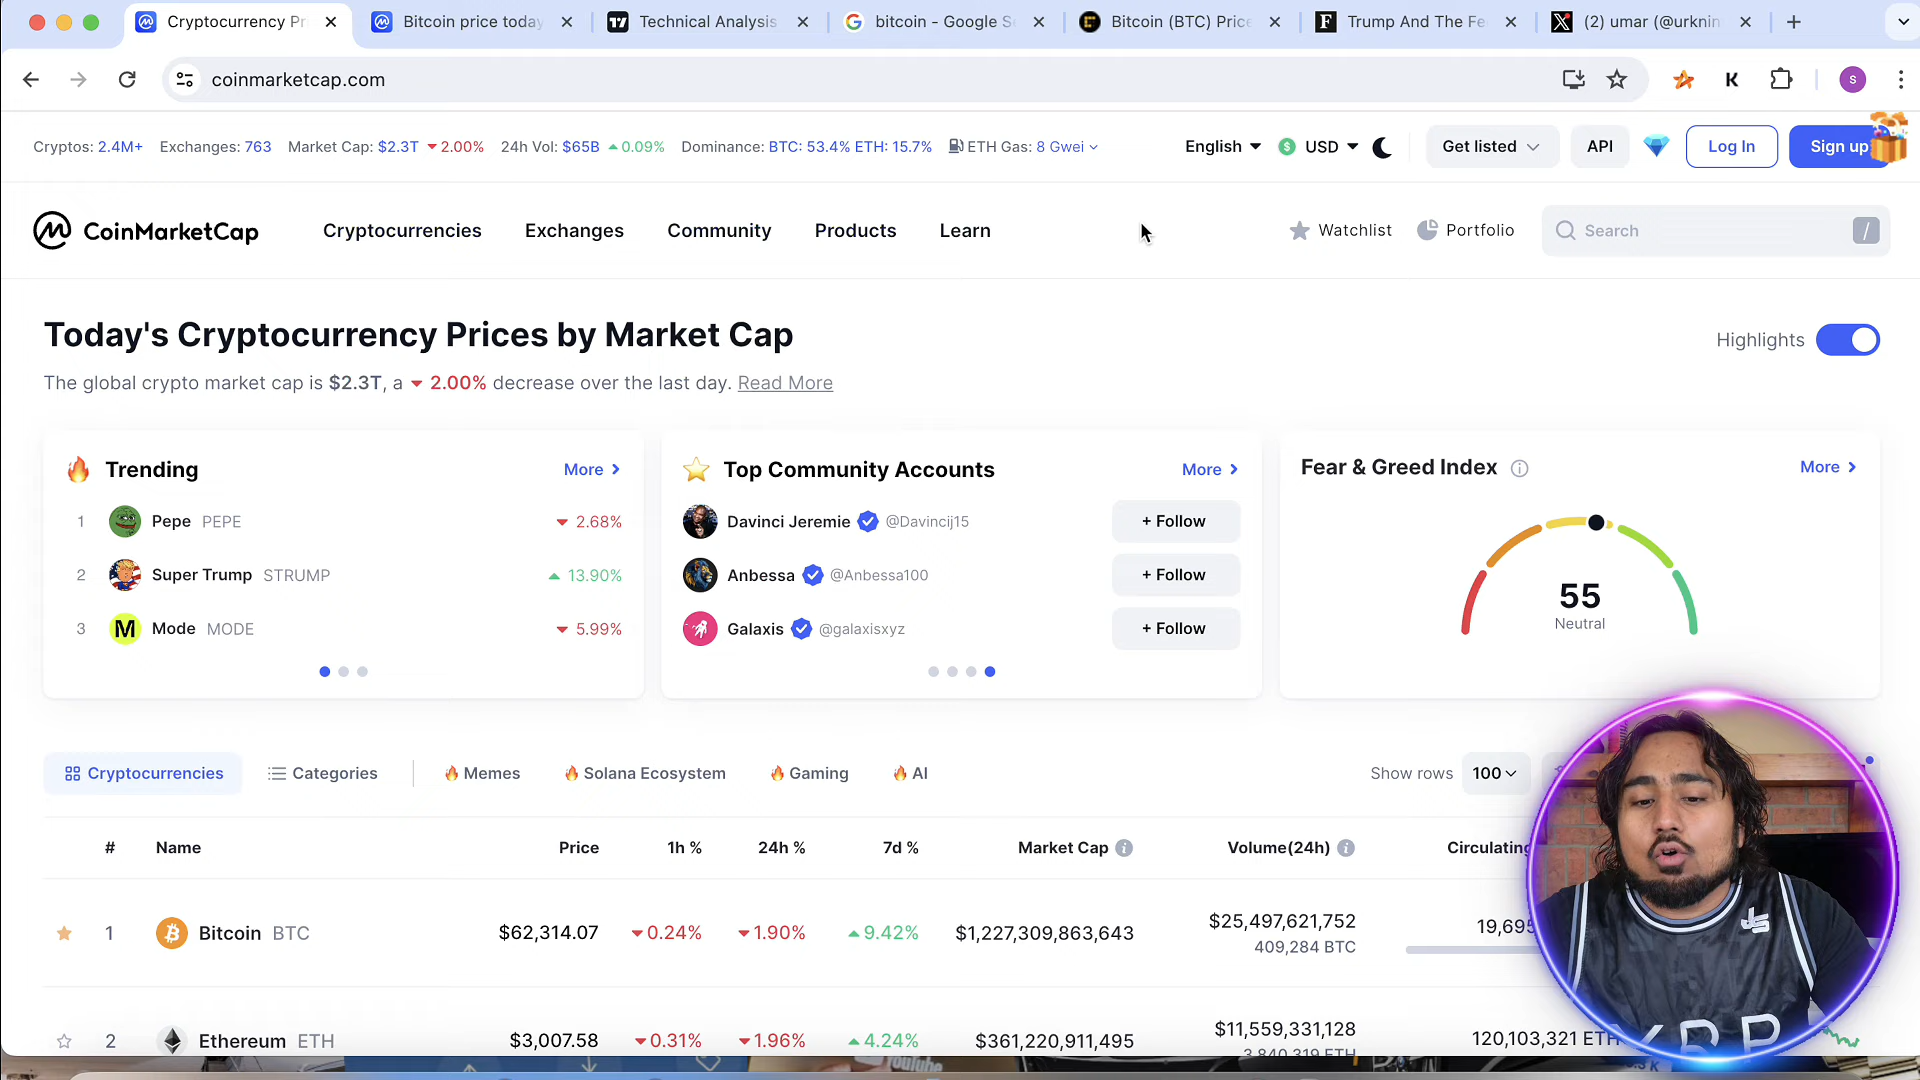 Cryptocurrency Pr
Bitcoin price today
Technical Analysis
bitcoin - Google S
Bitcoin (BTC) Price
Trump And The Fe
(2) umar (@urknin
coinmarketcap.com
K
s
Cryptos: 2.4M+ Exchanges: 763 Market Cap: $2.3T 2.00% 24h Vol: $65B 0.09% Dominance: BTC: 53.4% ETH: 15.7% ETH Gas: 8 Gwei
English USD Get listed API Log In Sign up
CoinMarketCap
Cryptocurrencies Exchanges Community Products Learn
Watchlist Portfolio Search /
Today's Cryptocurrency Prices by Market Cap
Highlights
The global crypto market cap is $2.3T, a 2.00% decrease over the last day. Read More
Trending More
1 Pepe PEPE 2.68%
2 Super Trump STRUMP 13.90%
3 M Mode MODE 5.99%
Top Community Accounts More
Davinci Jeremie @Davincij15 + Follow
Anbessa @Anbessa100 + Follow
Galaxis @galaxisxyz + Follow
Fear & Greed Index More
55
Neutral
Cryptocurrencies Categories Memes Solana Ecosystem Gaming AI
Show rows 100
# Name Price 1h % 24h % 7d % Market Cap Volume(24h) Circulating
1 Bitcoin BTC $62,314.07 0.24% 1.90% 9.42% $1,227,309,863,643 $25,497,621,752 19,695
409,284 BTC
2 Ethereum ETH $3,007.58 0.31% 1.96% 4.24% $361,220,911,495 $11,559,331,128 120,103,321 ETH
3,840,319 ETH
XRP
YouTube